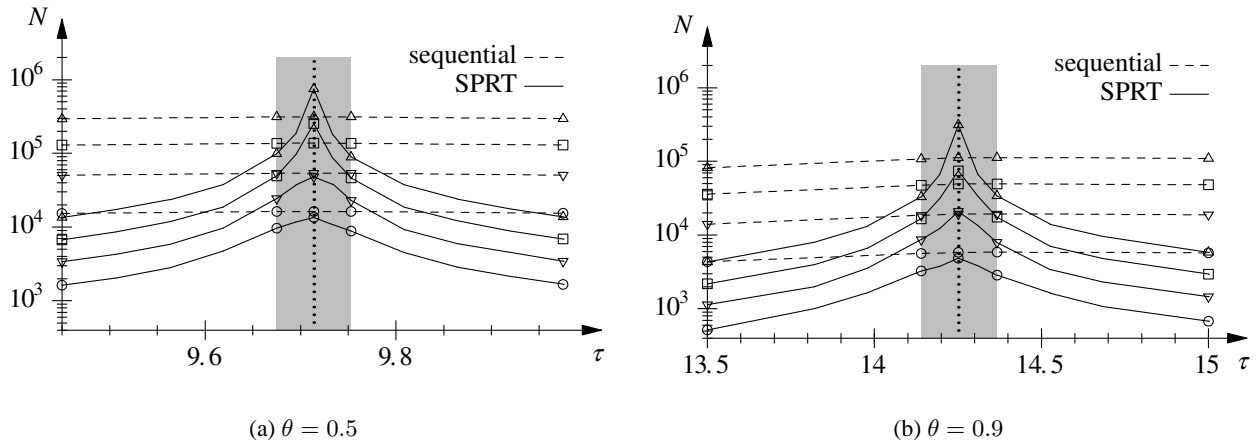 N
sequential
SPRT
10^6
10^5
10^4
10^3
9.6
9.8
τ
(a) θ = 0.5
N
sequential
SPRT
10^6
10^5
10^4
10^3
13.5
14
14.5
15
τ
(b) θ = 0.9